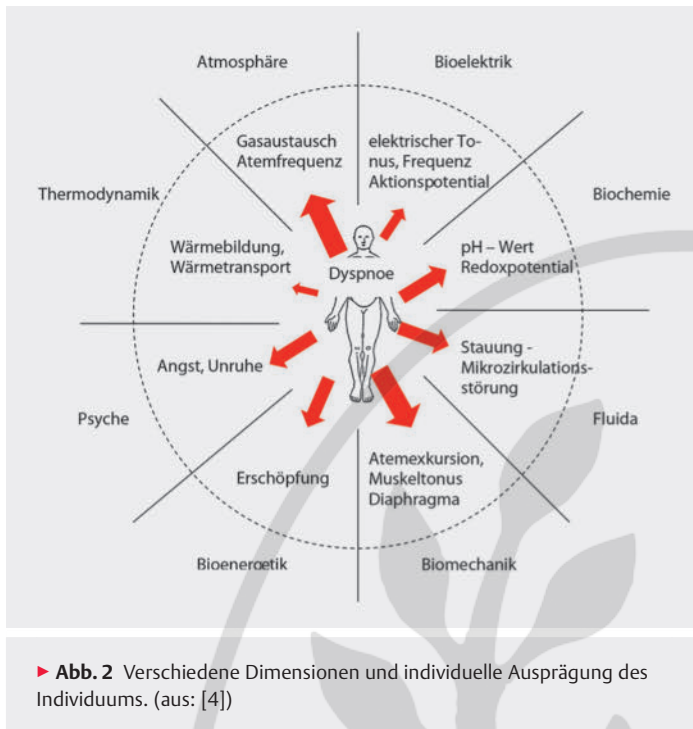 Atmosphäre
Bioelektrik
Gasaustausch
Atemfrequenz
elektrischer To-
nus, Frequenz
Aktionspotential
Thermodynamik
Biochemie
Wärmebildung,
Wärmetransport
Dyspnoe
pH – Wert
Redoxpotential
Angst, Unruhe
Stauung -
Mikrozirkulations-
störung
Psyche
Fluida
Erschöpfung
Atemexkursion,
Muskeltonus
Diaphragma
Bioenergetik
Biomechanik
► Abb. 2 Verschiedene Dimensionen und individuelle Ausprägung des
Individuums. (aus: [4])